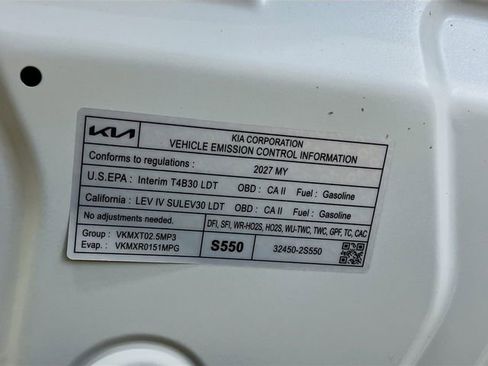 KIA
KIA CORPORATION
VEHICLE EMISSION CONTROL INFORMATION
Conforms to regulations : 2027 MY
U.S.EPA : Interim T4B30 LDT OBD : CA II Fuel : Gasoline
California : LEV IV SULEV30 LDT OBD : CA II Fuel : Gasoline
No adjustments needed. DFI, SFI, WR-HO2S, HO2S, WU-TWC, TWC, GPF, TC, CAC
Group : VKMXT02.5MP3
Evap. : VKMXR0151MPG
S550 32450-2S550